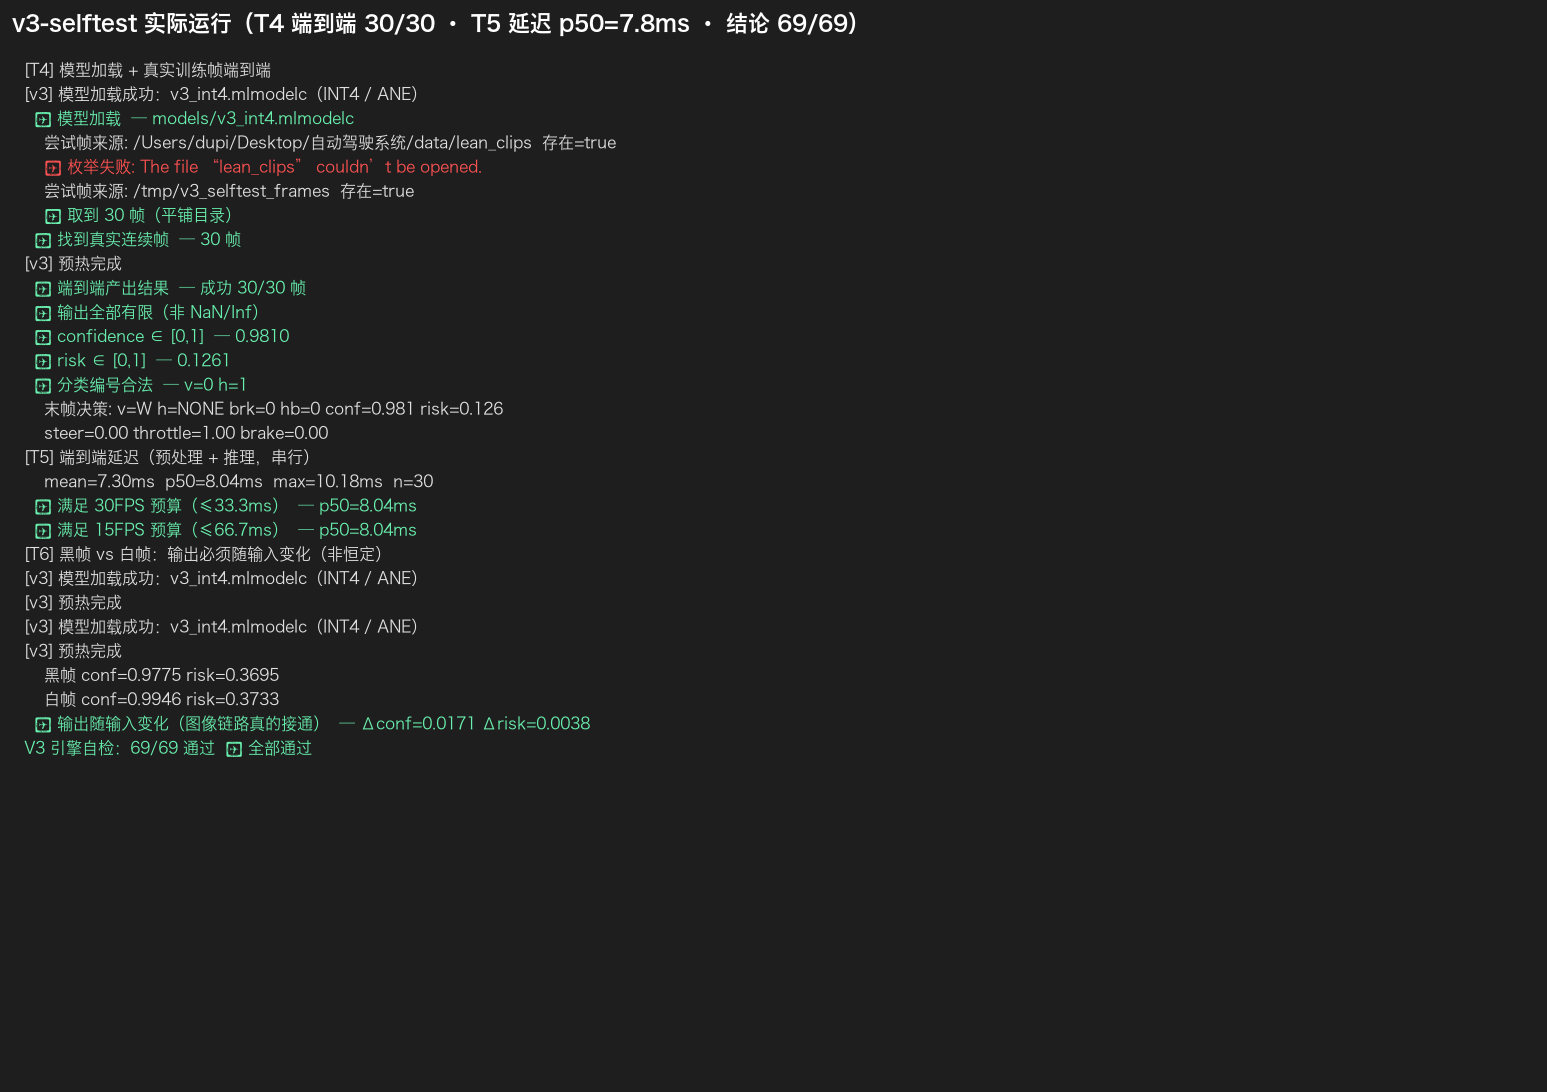 v3-selftest 实际运行（T4 端到端 30/30 · T5 延迟 p50=7.8ms · 结论 69/69）
[T4] 模型加载 + 真实训练帧端到端
[v3] 模型加载成功：v3_int4.mlmodelc（INT4 / ANE）
模型加载 — models/v3_int4.mlmodelc
尝试帧来源: /Users/dupi/Desktop/自动驾驶系统/data/lean_clips 存在=true
枚举失败: The file “lean_clips” couldn’t be opened.
尝试帧来源: /tmp/v3_selftest_frames 存在=true
取到 30 帧（平铺目录）
找到真实连续帧 — 30 帧
[v3] 预热完成
端到端产出结果 — 成功 30/30 帧
输出全部有限（非 NaN/Inf）
confidence ∈ [0,1] — 0.9810
risk ∈ [0,1] — 0.1261
分类编号合法 — v=0 h=1
末帧决策: v=W h=NONE brk=0 hb=0 conf=0.981 risk=0.126
steer=0.00 throttle=1.00 brake=0.00
[T5] 端到端延迟（预处理 + 推理，串行）
mean=7.30ms p50=8.04ms max=10.18ms n=30
满足 30FPS 预算（≤33.3ms） — p50=8.04ms
满足 15FPS 预算（≤66.7ms） — p50=8.04ms
[T6] 黑帧 vs 白帧：输出必须随输入变化（非恒定）
[v3] 模型加载成功：v3_int4.mlmodelc（INT4 / ANE）
[v3] 预热完成
[v3] 模型加载成功：v3_int4.mlmodelc（INT4 / ANE）
[v3] 预热完成
黑帧 conf=0.9775 risk=0.3695
白帧 conf=0.9946 risk=0.3733
输出随输入变化（图像链路真的接通） — Δconf=0.0171 Δrisk=0.0038
V3 引擎自检：69/69 通过 全部通过